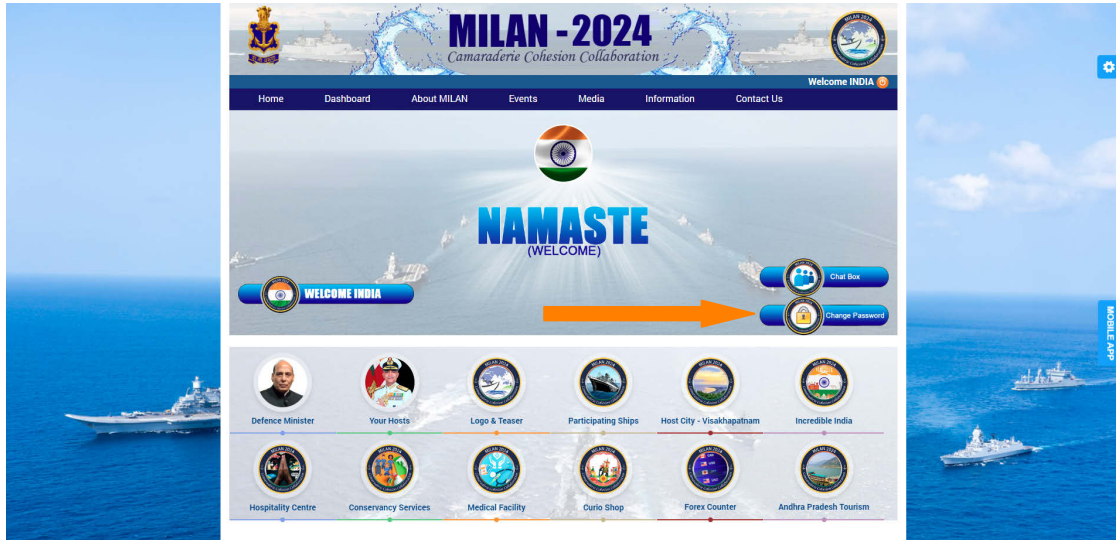 MILAN - 2024
Camaraderie Cohesion Collaboration
Welcome INDIA
Home Dashboard About MILAN Events Media Information Contact Us
NAMASTE
(WELCOME)
WELCOME INDIA
Chat Box
Change Password
MOBILE APP
Defence Minister Your Hosts Logo & Teaser Participating Ships Host City - Visakhapatnam Incredible India
Hospitality Centre Conservancy Services Medical Facility Curio Shop Forex Counter Andhra Pradesh Tourism